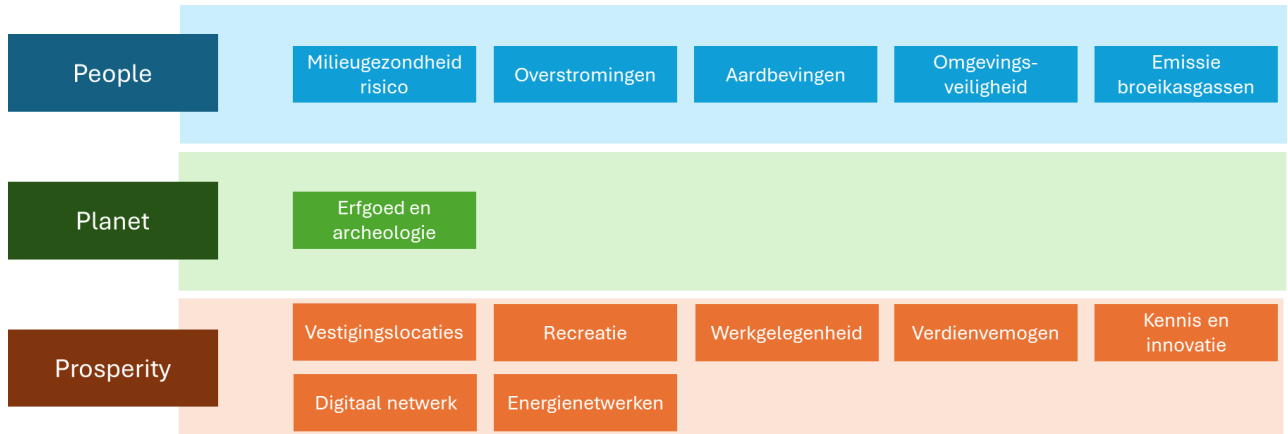 People
Milieugezondheid
risico
Overstromingen
Aardbevingen
Omgevings-
veiligheid
Emissie
broeikasgassen
Planet
Erfgoed en
archeologie
Prosperity
Vestigingslocaties
Recreatie
Werkgelegenheid
Verdienvemogen
Kennis en
innovatie
Digitaal netwerk
Energienetwerken